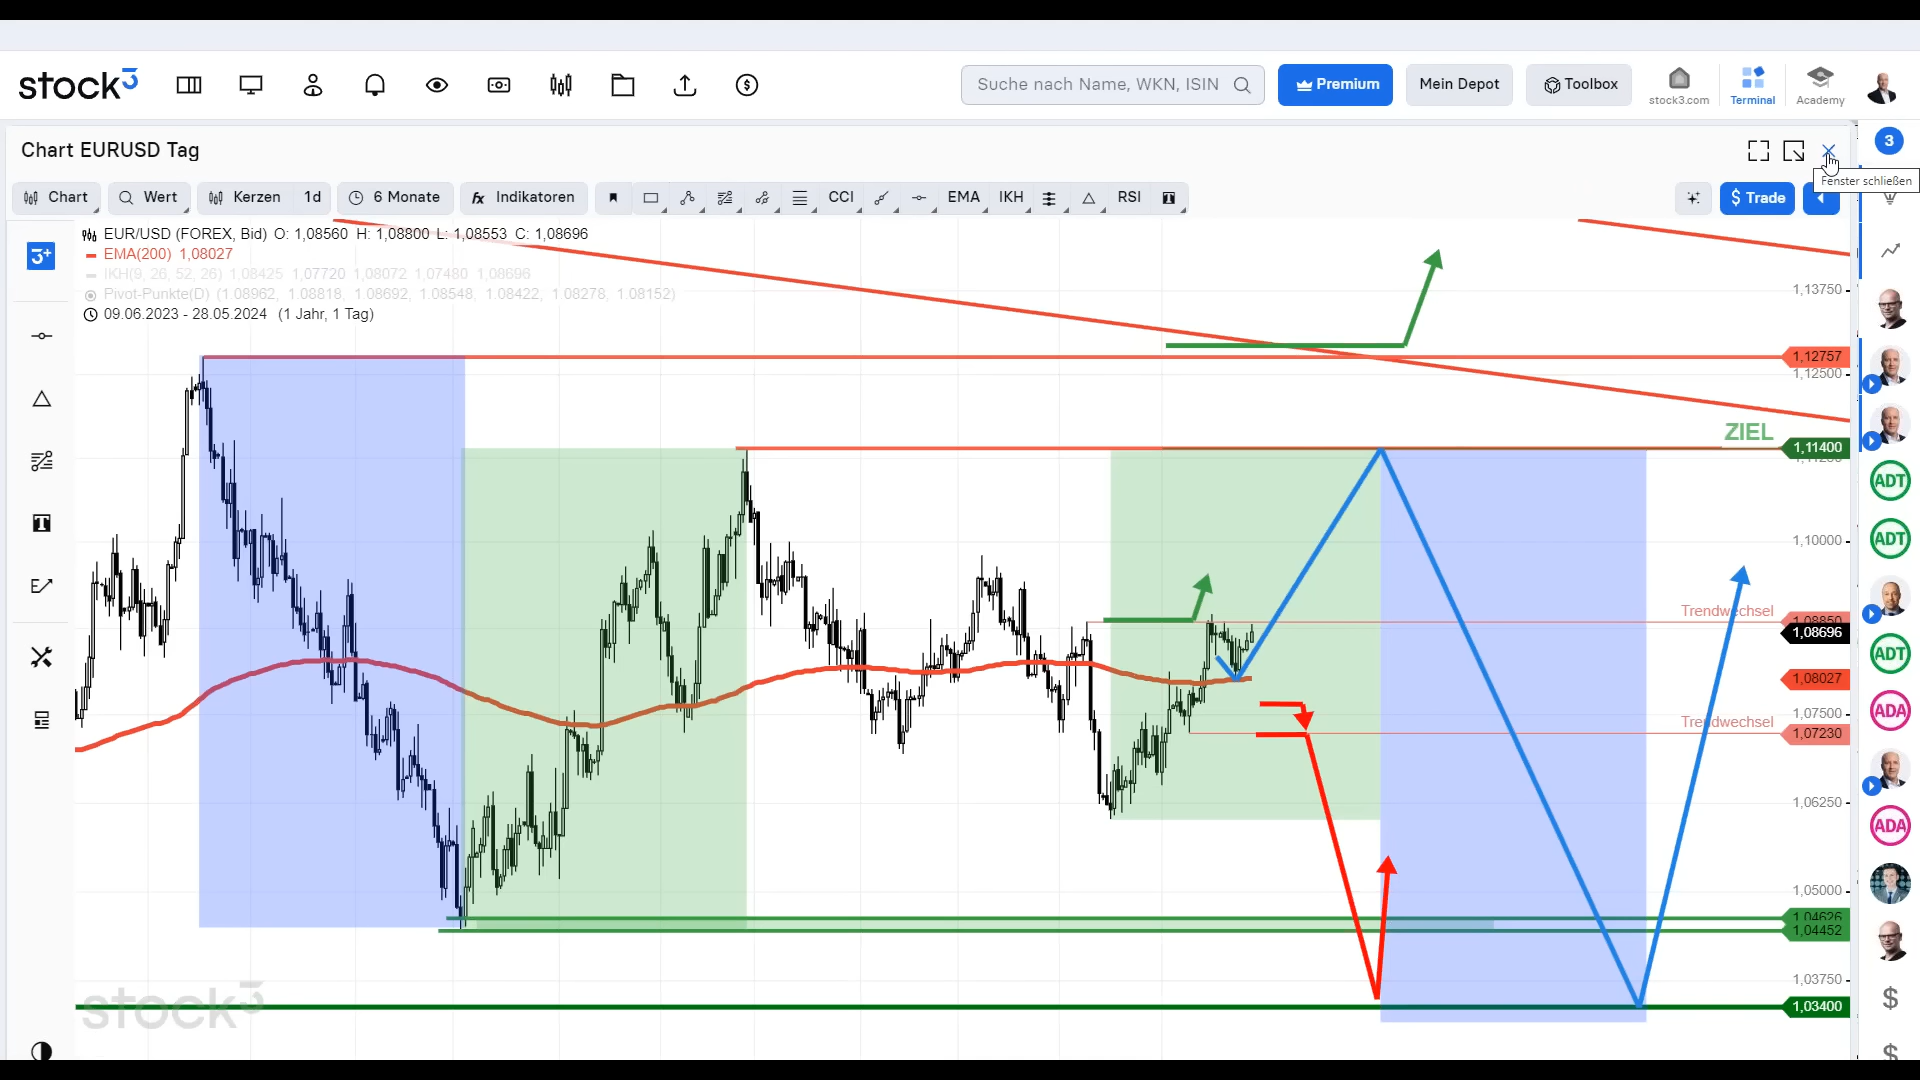 stock3
Suche nach Name, WKN, ISIN
Premium
Mein Depot
Toolbox
stock3.com
Terminal
Academy
Chart EURUSD Tag
3
Fenster schließen
Chart
Wert
Kerzen
1d
6 Monate
fx Indikatoren
CCI
EMA
IKH
RSI
T
$ Trade
3+
EUR/USD (FOREX, Bid) O: 1,08560 H: 1,08800 L: 1,08553 C: 1,08696
EMA(200) 1,08027
IKH(9, 26, 52, 26) 1,08425 1,07720 1,08072 1,07480 1,08696
Pivot-Punkte(D) (1.08962, 1.08818, 1.08692, 1.08548, 1.08422, 1.08278, 1.08152)
09.06.2023 - 28.05.2024 (1 Jahr, 1 Tag)
1,13750
1,12757
1,12500
ZIEL
1,11400
1,10000
Trendwechsel
1,08696
1,08027
1,07500
Trendwechsel
1,07230
1,06250
1,05000
1,04626
1,04452
1,03750
1,03400
stock3
T
ADT
ADT
ADT
ADA
ADA
$
$